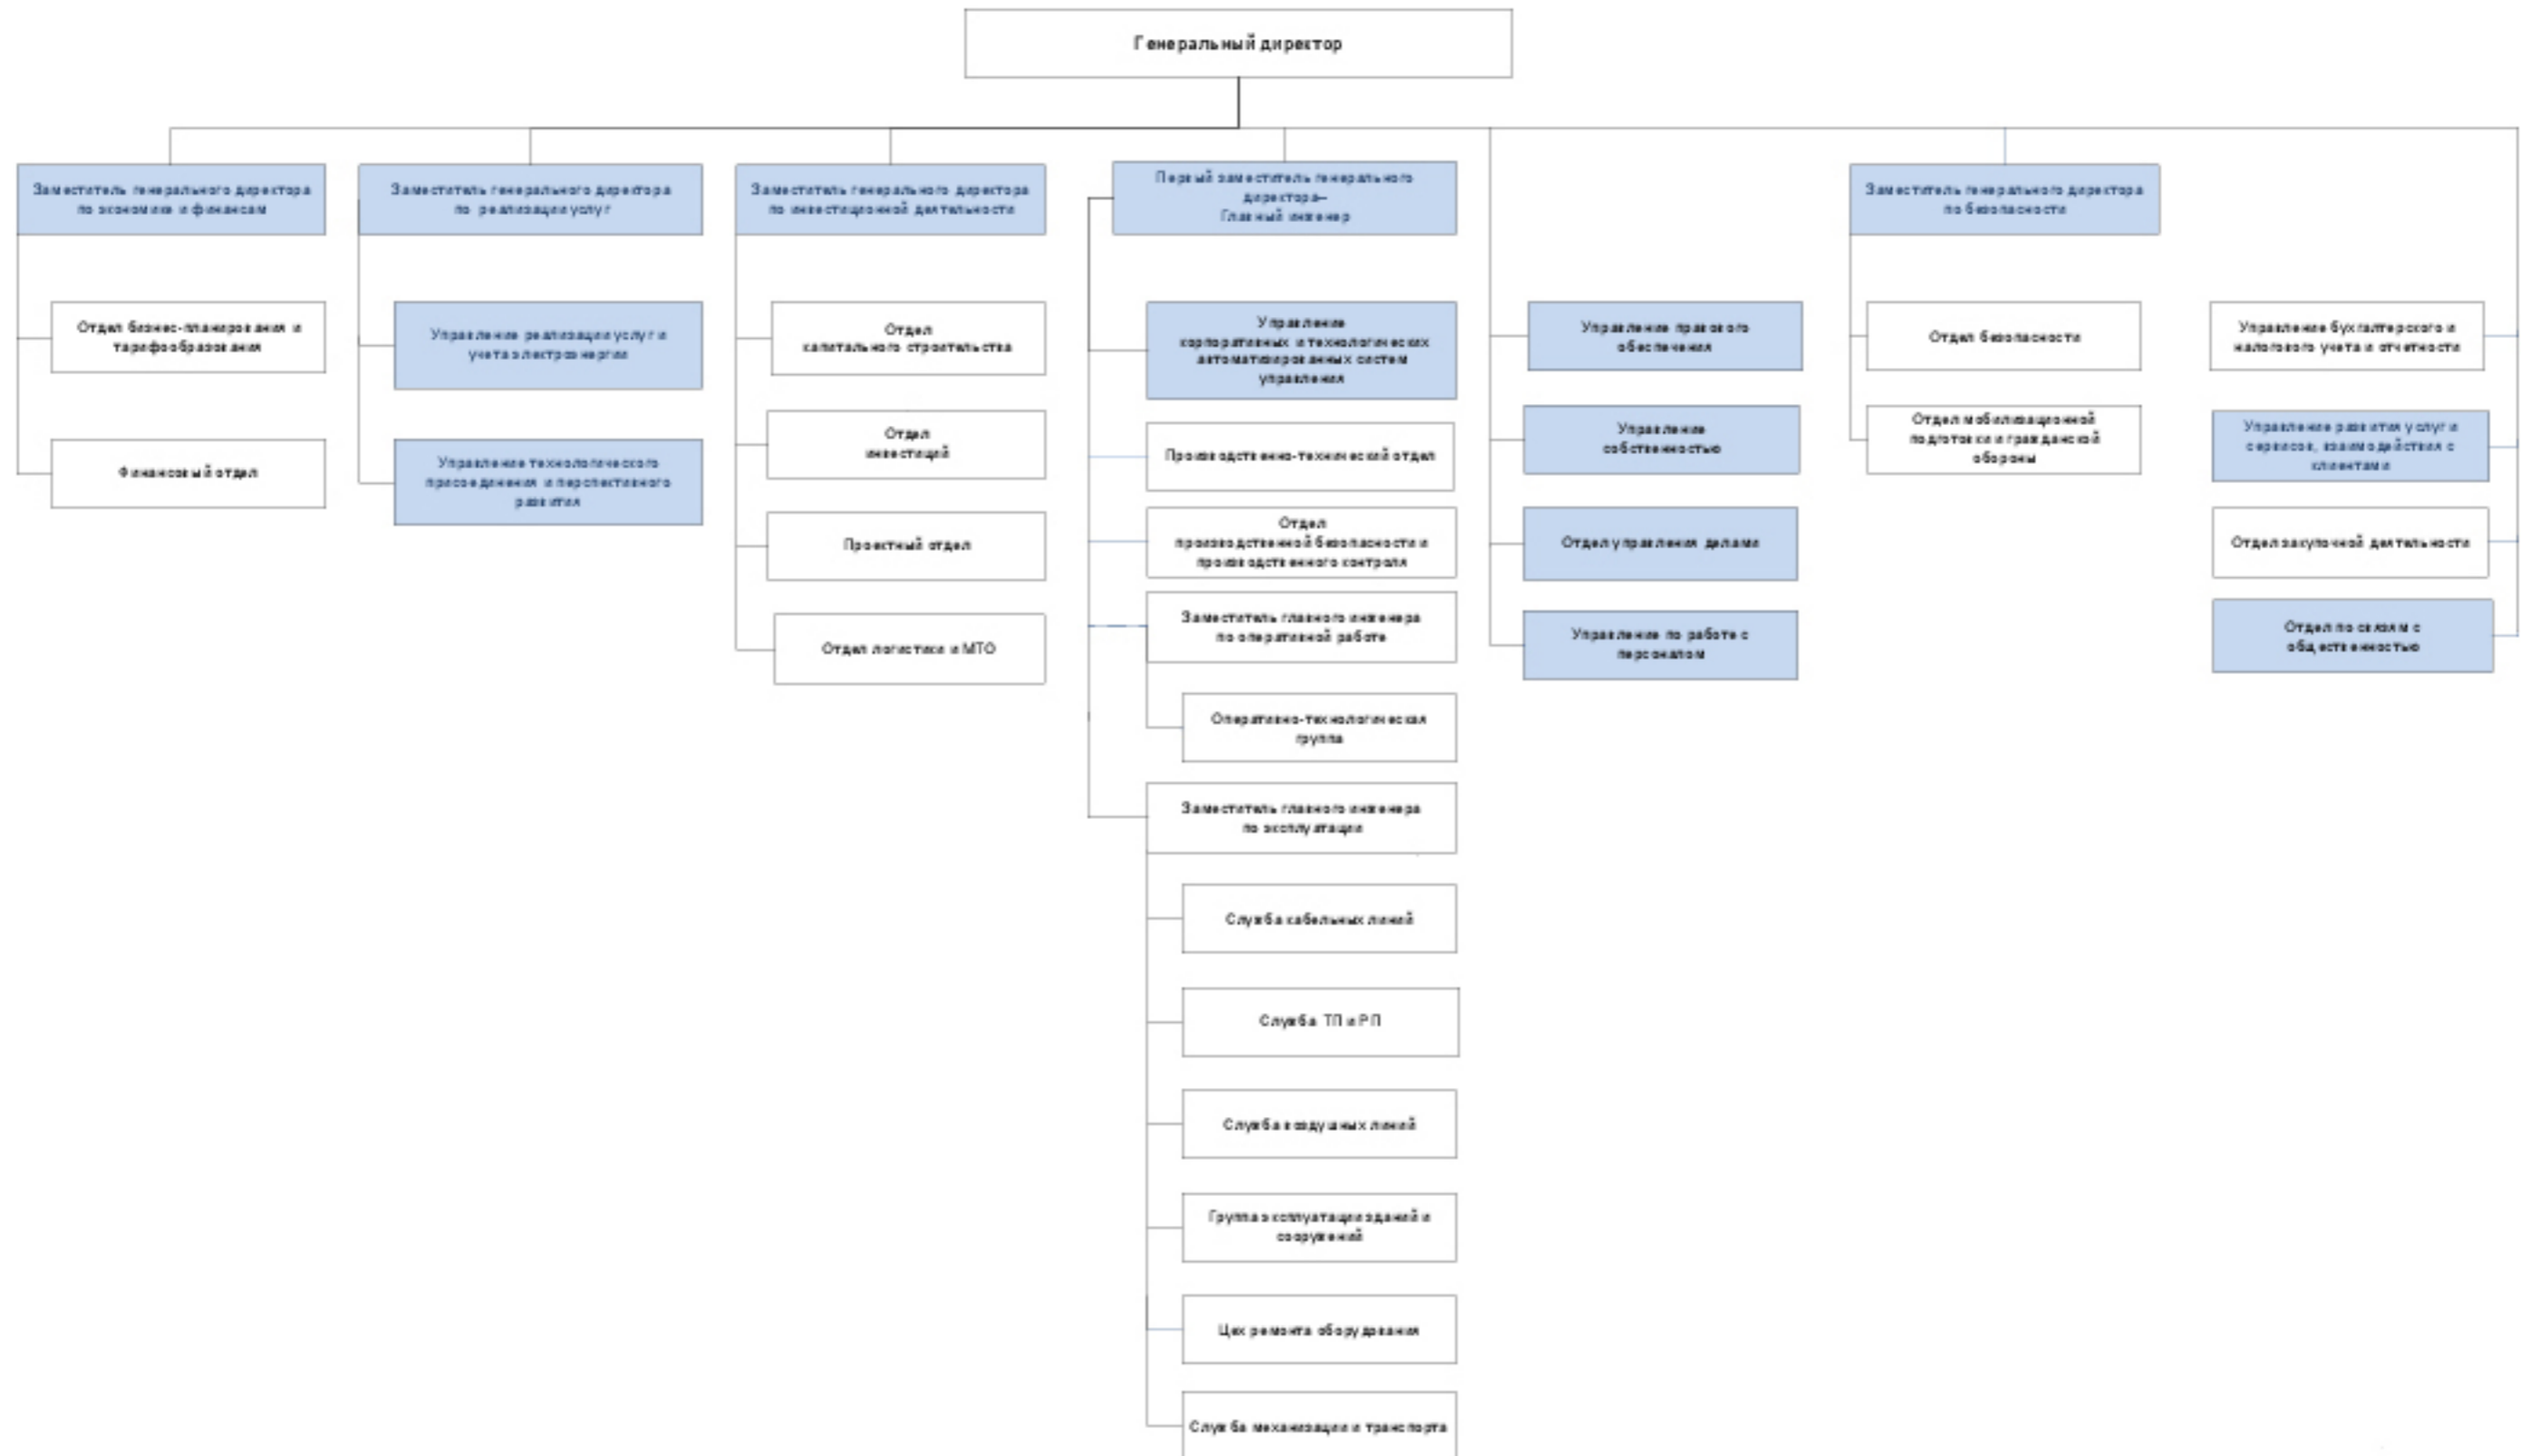 Генеральный директор
Заместитель генерального директора
по экономике и финансам
Отдел бизнес-планирования и
тарифообразования
Финансовый отдел
Заместитель генерального директора
по реализации услуг
Управление реализации услуг и
учета электроэнергии
Управление технологического
присоединения и перспективного
развития
Заместитель генерального директора
по инвестиционной деятельности
Отдел
капитального строительства
Отдел
инвестиций
Проектный отдел
Отдел логистики и МТО
Первый заместитель генерального
директора–
Главный инженер
Управление
корпоративных и технологических
автоматизированных систем
управления
Производственно-технический отдел
Отдел
производственной безопасности и
производственного контроля
Заместитель главного инженера
по оперативной работе
Оперативно-технологическая
группа
Заместитель главного инженера
по эксплуатации
Служба кабельных линий
Служба ТП и РП
Служба воздушных линий
Группа эксплуатации зданий и
сооружений
Цех ремонта оборудования
Служба механизации и транспорта
Управление правового
обеспечения
Управление
собственностью
Отдел управления делами
Управление по работе с
персоналом
Заместитель генерального директора
по безопасности
Отдел безопасности
Отдел мобилизационной
подготовки и гражданской
обороны
Управление бухгалтерского и
налогового учета и отчетности
Управление развития услуг и
сервисов, взаимодействия с
клиентами
Отдел закупочной деятельности
Отдел по связям с
общественностью